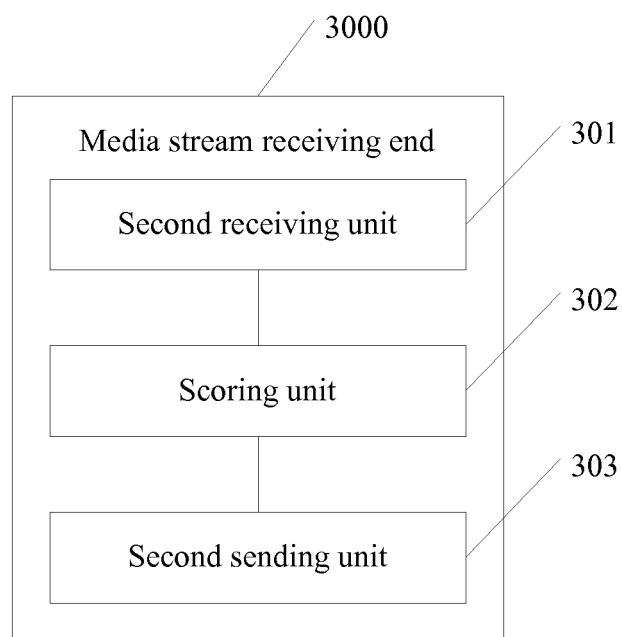 3000
Media stream receiving end
301
Second receiving unit
302
Scoring unit
303
Second sending unit